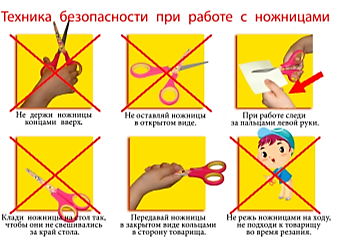 Техника безопасности при работе с ножницами
Не держи ножницы
концами вверх.
Не оставляй ножницы
в открытом виде.
При работе следи
за пальцами левой руки.
Клади ножницы на стол так,
чтобы они не свешивались
за край стола.
Передавай ножницы
в закрытом виде кольцами
в сторону товарища.
Не режь ножницами на ходу,
не подходи к товарищу
во время резания.